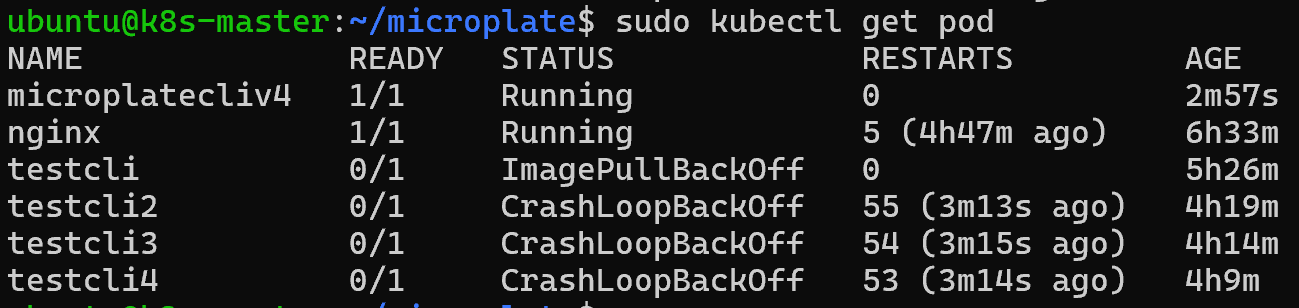 ubuntu@k8s-master:~/microplate$ sudo kubectl get pod
NAME READY STATUS RESTARTS AGE
microplatecliv4 1/1 Running 0 2m57s
nginx 1/1 Running 5 (4h47m ago) 6h33m
testcli 0/1 ImagePullBackOff 0 5h26m
testcli2 0/1 CrashLoopBackOff 55 (3m13s ago) 4h19m
testcli3 0/1 CrashLoopBackOff 54 (3m15s ago) 4h14m
testcli4 0/1 CrashLoopBackOff 53 (3m14s ago) 4h9m